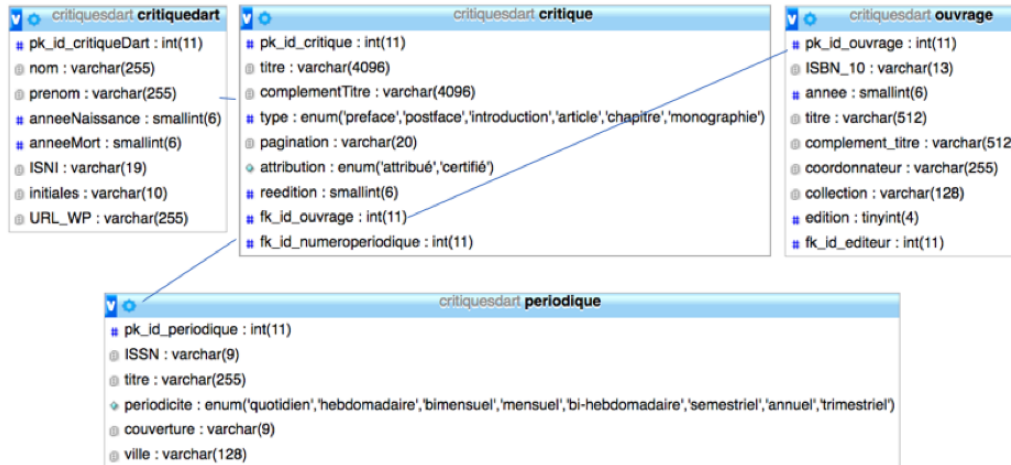 critiquesdart critiquedart
pk_id_critiqueDart : int(11)
nom : varchar(255)
prenom : varchar(255)
anneeNaissance : smallint(6)
anneeMort : smallint(6)
ISNI : varchar(19)
initiales : varchar(10)
URL_WP : varchar(255)
critiquesdart critique
pk_id_critique : int(11)
titre : varchar(4096)
complementTitre : varchar(4096)
type : enum('preface','postface','introduction','article','chapitre','monographie')
pagination : varchar(20)
attribution : enum('attribué','certifié')
reedition : smallint(6)
fk_id_ouvrage : int(11)
fk_id_numeroperiodique : int(11)
critiquesdart ouvrage
pk_id_ouvrage : int(11)
ISBN_10 : varchar(13)
annee : smallint(6)
titre : varchar(512)
complement_titre : varchar(512
coordonnateur : varchar(255)
collection : varchar(128)
edition : tinyint(4)
fk_id_editeur : int(11)
critiquesdart periodique
pk_id_periodique : int(11)
ISSN : varchar(9)
titre : varchar(255)
periodicite : enum('quotidien','hebdomadaire','bimensuel','mensuel','bi-hebdomadaire','semestriel','annuel','trimestriel')
couverture : varchar(9)
ville : varchar(128)